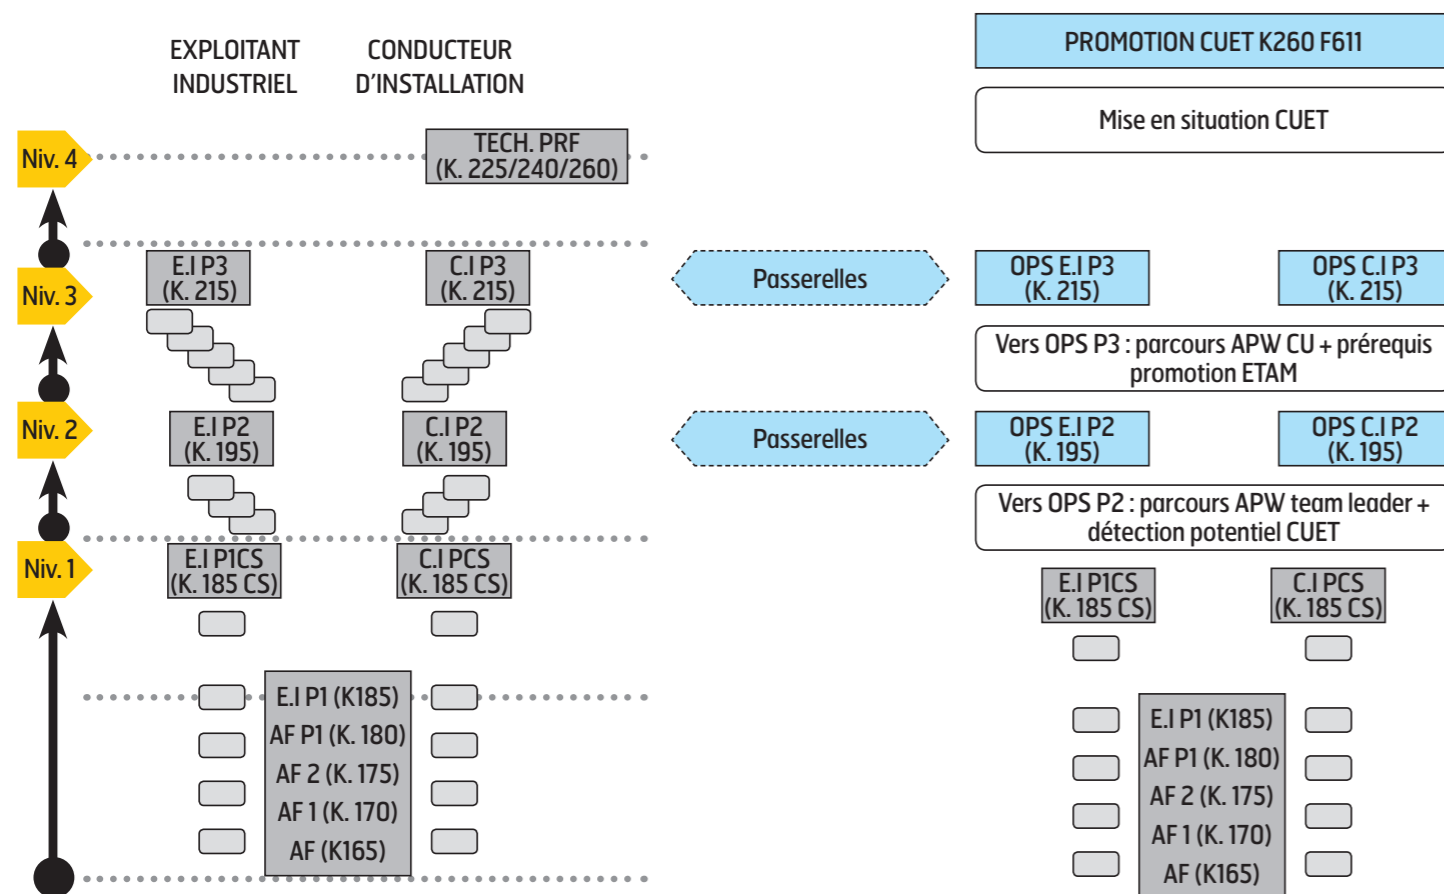 EXPLOITANT
INDUSTRIEL
CONDUCTEUR
D'INSTALLATION
PROMOTION CUET K260 F611
Mise en situation CUET
Niv. 4
TECH. PRF
(K. 225/240/260)
Niv. 3
E.I P3
(K. 215)
C.I P3
(K. 215)
Passerelles
OPS E.I P3
(K. 215)
OPS C.I P3
(K. 215)
Vers OPS P3 : parcours APW CU + prérequis
promotion ETAM
Niv. 2
E.I P2
(K. 195)
C.I P2
(K. 195)
Passerelles
OPS E.I P2
(K. 195)
OPS C.I P2
(K. 195)
Vers OPS P2 : parcours APW team leader +
détection potentiel CUET
Niv. 1
E.I P1CS
(K. 185 CS)
C.I PCS
(K. 185 CS)
E.I P1CS
(K. 185 CS)
C.I PCS
(K. 185 CS)
E.I P1 (K185)
AF P1 (K. 180)
AF 2 (K. 175)
AF 1 (K. 170)
AF (K165)
E.I P1 (K185)
AF P1 (K. 180)
AF 2 (K. 175)
AF 1 (K. 170)
AF (K165)